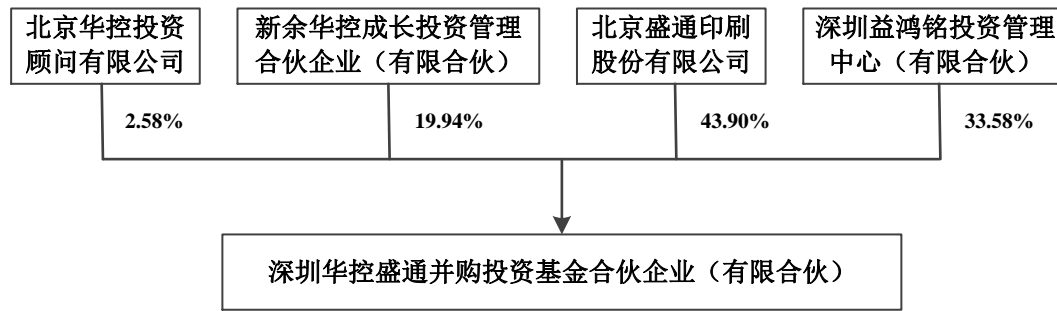 北京华控投资
顾问有限公司
新余华控成长投资管理
合伙企业（有限合伙）
北京盛通印刷
股份有限公司
深圳益鸿铭投资管理
中心（有限合伙）
2.58%
19.94%
43.90%
33.58%
深圳华控盛通并购投资基金合伙企业（有限合伙）